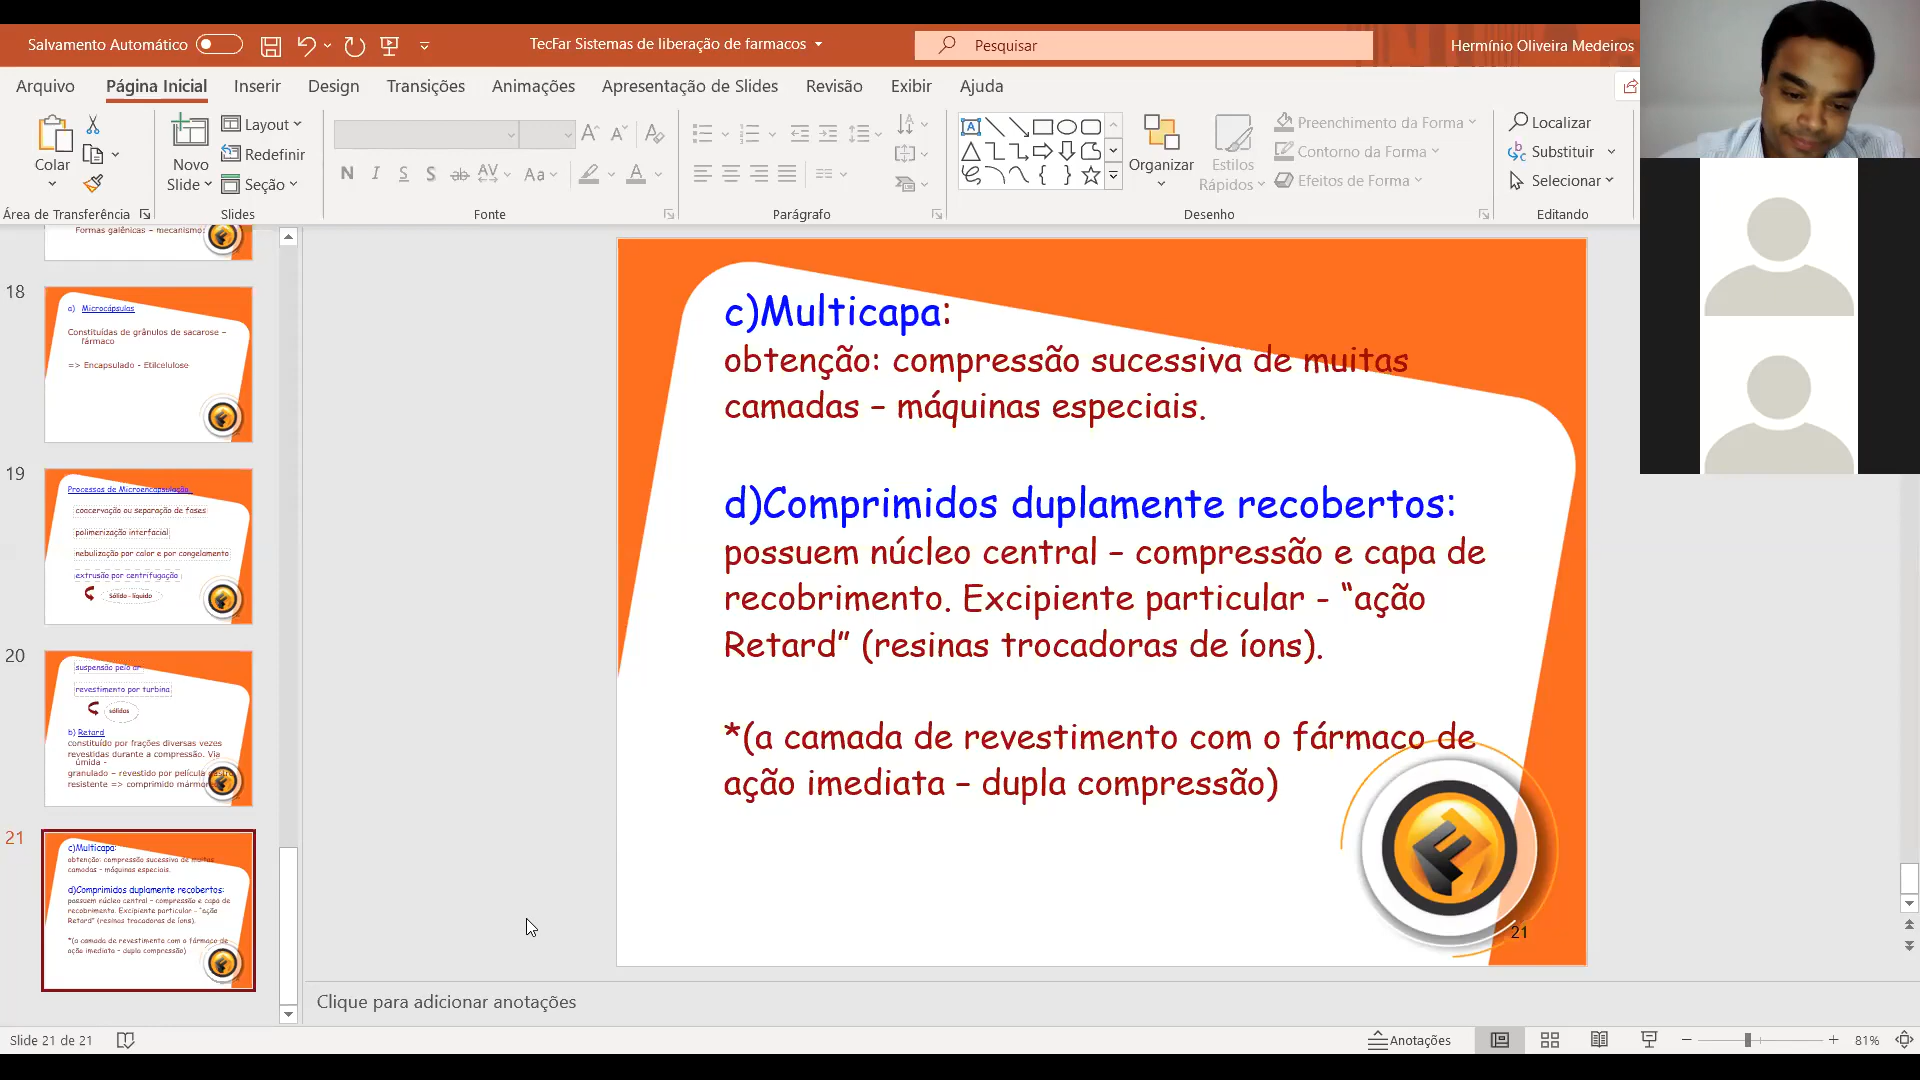 Salvamento Automático
TecFar Sistemas de liberação de farmacos
Pesquisar
Hermínio Oliveira Medeiros
Arquivo
Página Inicial
Inserir
Design
Transições
Animações
Apresentação de Slides
Revisão
Exibir
Ajuda
Colar
Novo
Slide
Layout
Redefinir
Seção
N
I
S
S
ab
AV
Aa
A
Organizar
Estilos
Rápidos
Preenchimento da Forma
Contorno da Forma
Efeitos de Forma
Localizar
Substituir
Selecionar
Área de Transferência
Slides
Fonte
Parágrafo
Desenho
Editando
Formas galênicas – mecanismo:
18
a) Microcápsulas
Constituídas de grânulos de sacarose –
fármaco
=> Encapsulado - Etilcelulose
19
Processos de Microencapsulação
coacervação ou separação de fases
polimerização interfacial
nebulização por calor e por congelamento
extrusão por centrifugação
sólido - líquido
20
suspensão pelo ar
revestimento por turbina.
sólidos
b) Retard
constituído por frações diversas vezes
revestidas durante a compressão. Via
úmida -
granulado – revestido por película gastro
resistente => comprimido
21
c)Multicapa:
obtenção: compressão sucessiva de muitas
camadas – máquinas especiais.
d)Comprimidos duplamente recobertos:
possuem núcleo central – compressão e capa de
recobrimento. Excipiente particular - "ação
Retard" (resinas trocadoras de íons).
*(a camada de revestimento com o fármaco de
ação imediata – dupla compressão)
c)Multicapa:
obtenção: compressão sucessiva de muitas
camadas – máquinas especiais.
d)Comprimidos duplamente recobertos:
possuem núcleo central – compressão e capa de
recobrimento. Excipiente particular - “ação
Retard” (resinas trocadoras de íons).
*(a camada de revestimento com o fármaco de
ação imediata – dupla compressão)
21
Clique para adicionar anotações
Slide 21 de 21
Anotações
81%